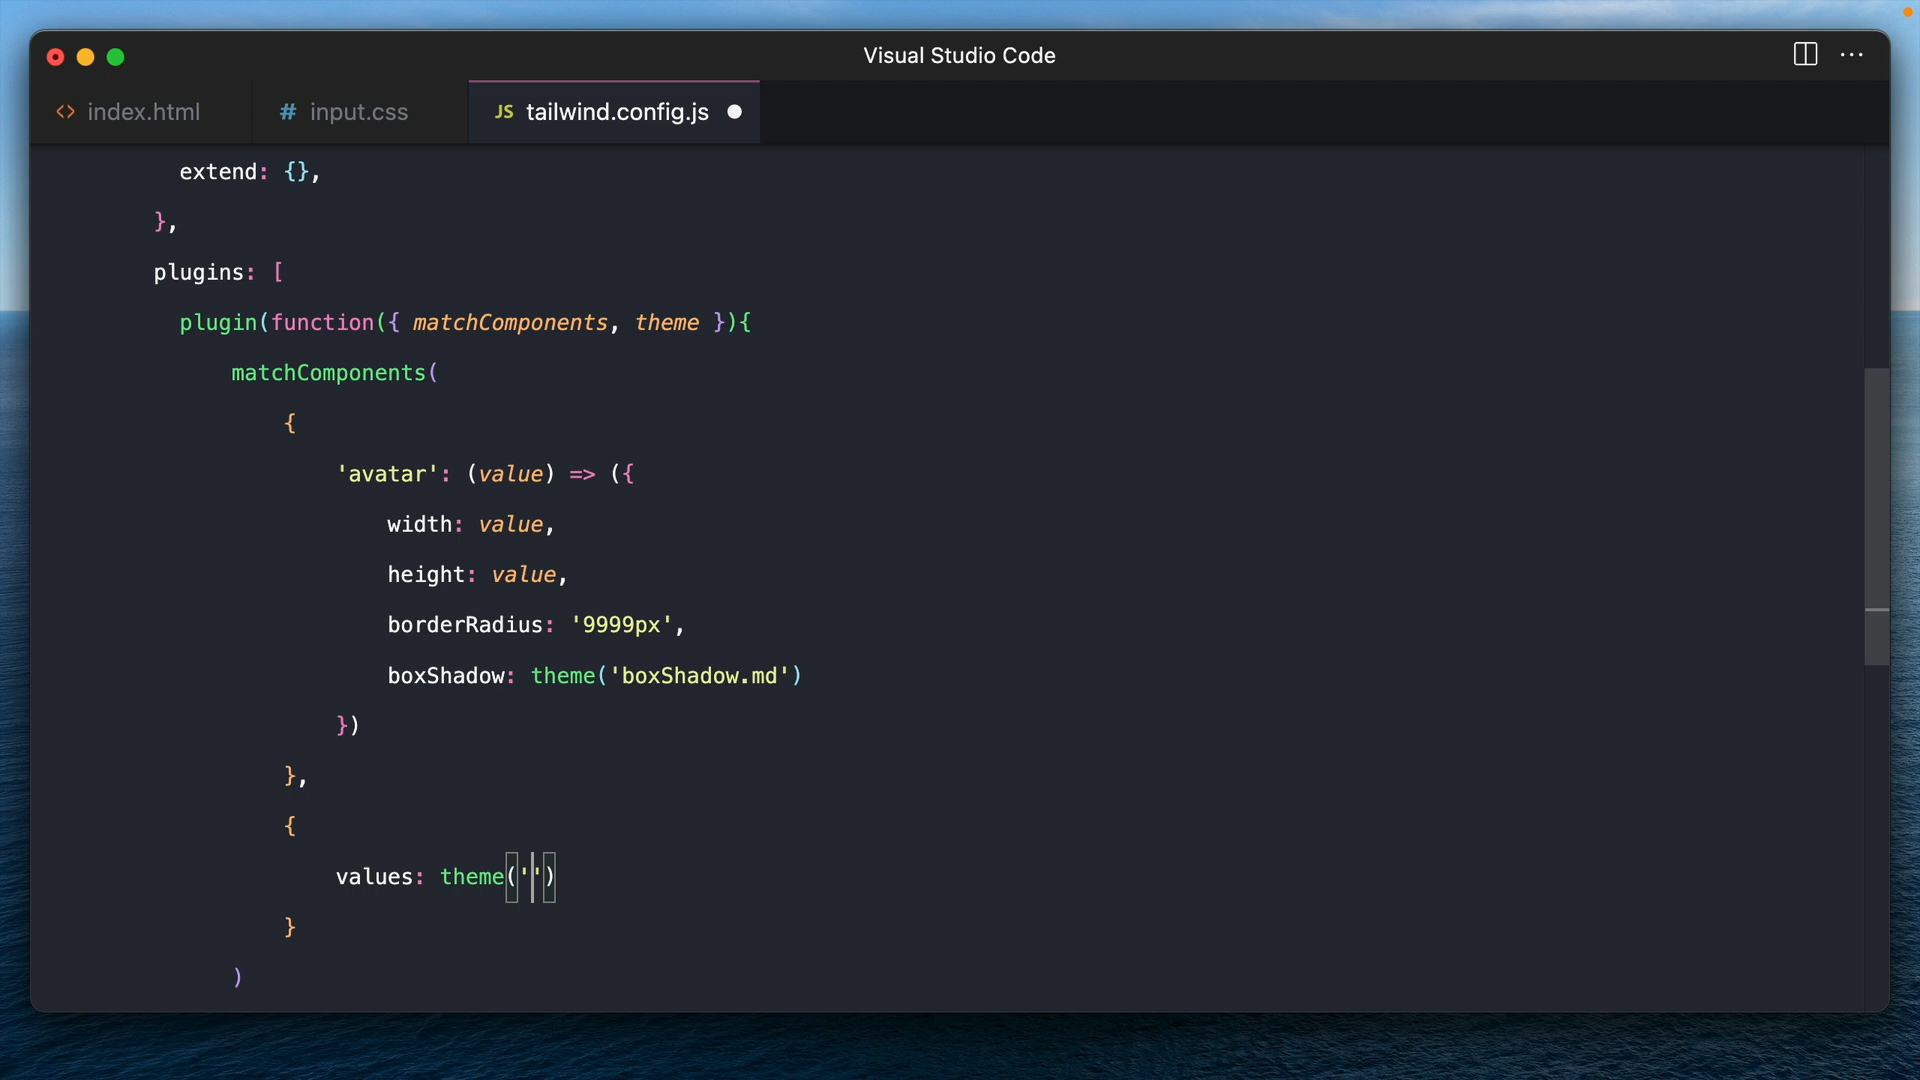 Visual Studio Code
<> index.html # input.css JS tailwind.config.js
extend: {},
},
plugins: [
plugin(function({ matchComponents, theme }){
matchComponents(
{
'avatar': (value) => ({
width: value,
height: value,
borderRadius: '9999px',
boxShadow: theme('boxShadow.md')
})
},
{
values: theme('')
}
)